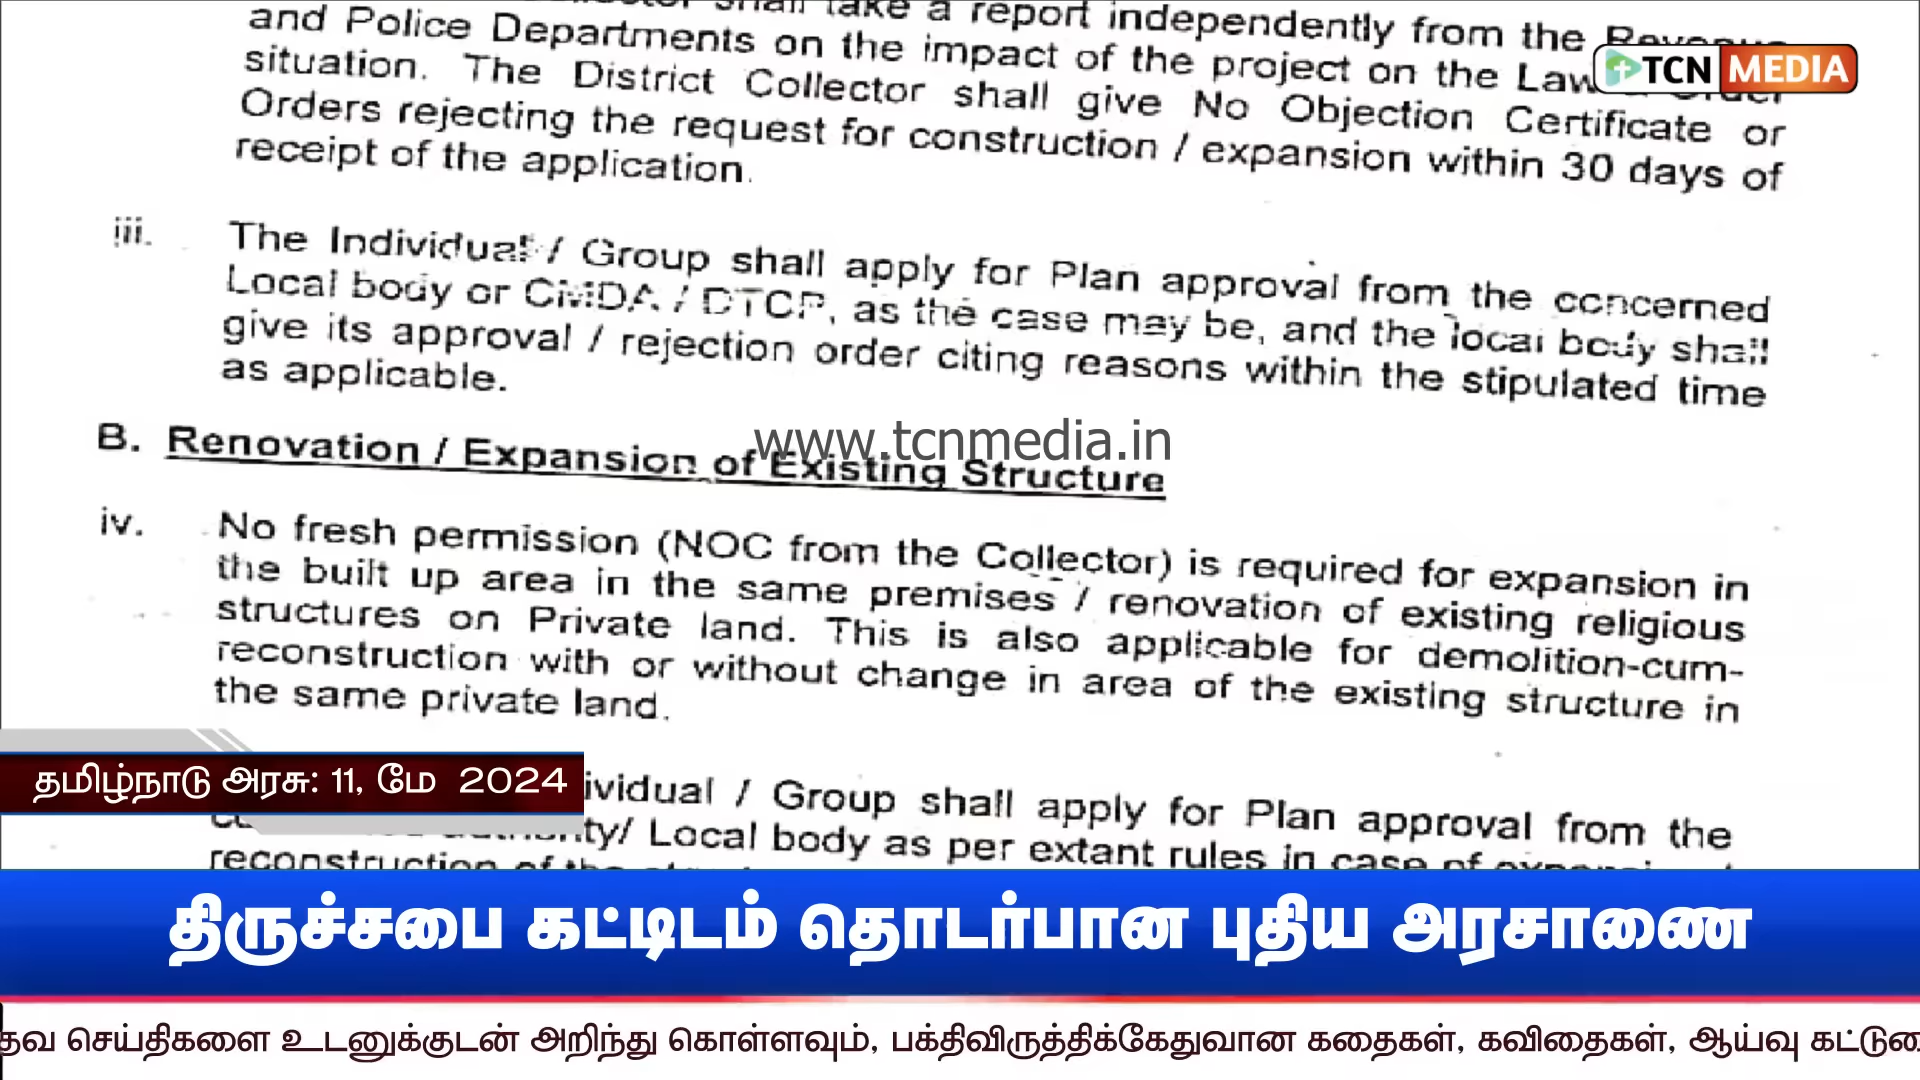 shall take a report independently from the Revenue
and Police Departments on the impact of the project on the Law
situation. The District Collector shall give No Objection Certificate or
Orders rejecting the request for construction / expansion within 30 days of
receipt of the application.
TCN MEDIA
iii. The Individual / Group shall apply for Plan approval from the concerned
Local body or CMDA / DTCP, as the case may be, and the local body shall
give its approval / rejection order citing reasons within the stipulated time
as applicable.
www.tcnmedia.in
B. Renovation / Expansion of Existing Structure
iv. No fresh permission (NOC from the Collector) is required for expansion in
the built up area in the same premises / renovation of existing religious
structures on Private land. This is also applicable for demolition-cum-
reconstruction with or without change in area of the existing structure in
the same private land.
தமிழ்நாடு அரசு: 11, மே 2024
/ Group shall apply for Plan approval from the
Local body as per extant rules in case of
திருச்சபை கட்டிடம் தொடர்பான புதிய அரசாணை
செய்திகளை உடனுக்குடன் அறிந்து கொள்ளவும், பக்திவிருத்திக்கேதுவான கதைகள், கவிதைகள், ஆய்வு